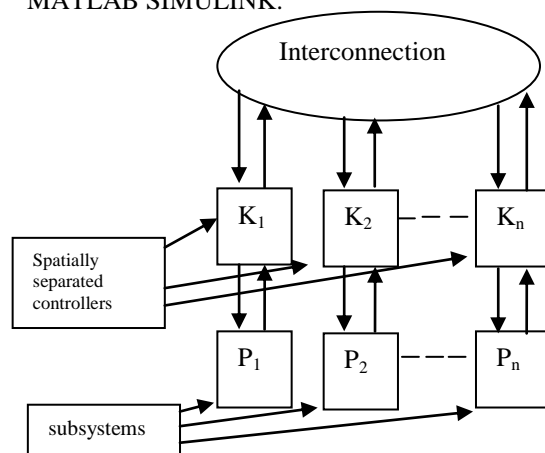 MATLAB SIMULINK.
Interconnection
K1 K2 Kn
Spatially
separated
controllers
P1 P2 Pn
subsystems